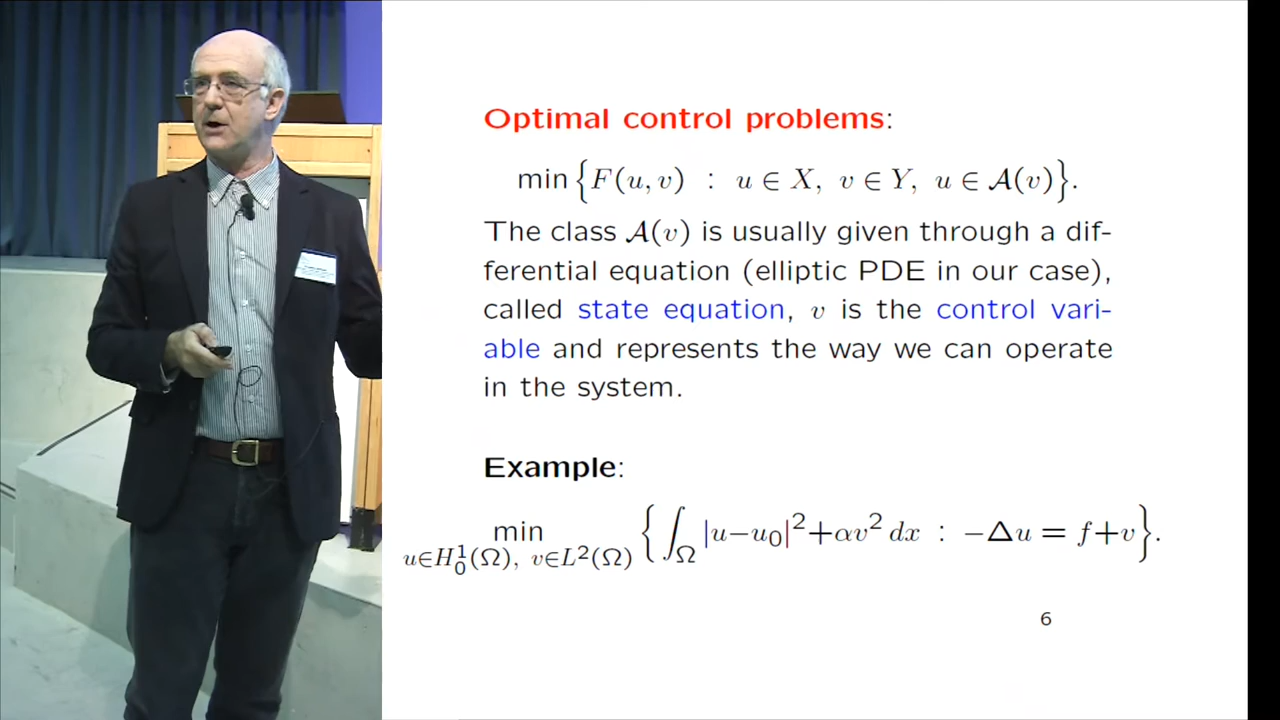 Optimal control problems:
min{F(u, v) : u ∈ X, v ∈ Y, u ∈ 𝒜(v)}.
The class 𝒜(v) is usually given through a dif-
ferential equation (elliptic PDE in our case),
called state equation, v is the control vari-
able and represents the way we can operate
in the system.
Example:
min { ∫_Ω |u−u₀|²+αv² dx : −Δu = f+v }.
u∈H¹₀(Ω), v∈L²(Ω)
6